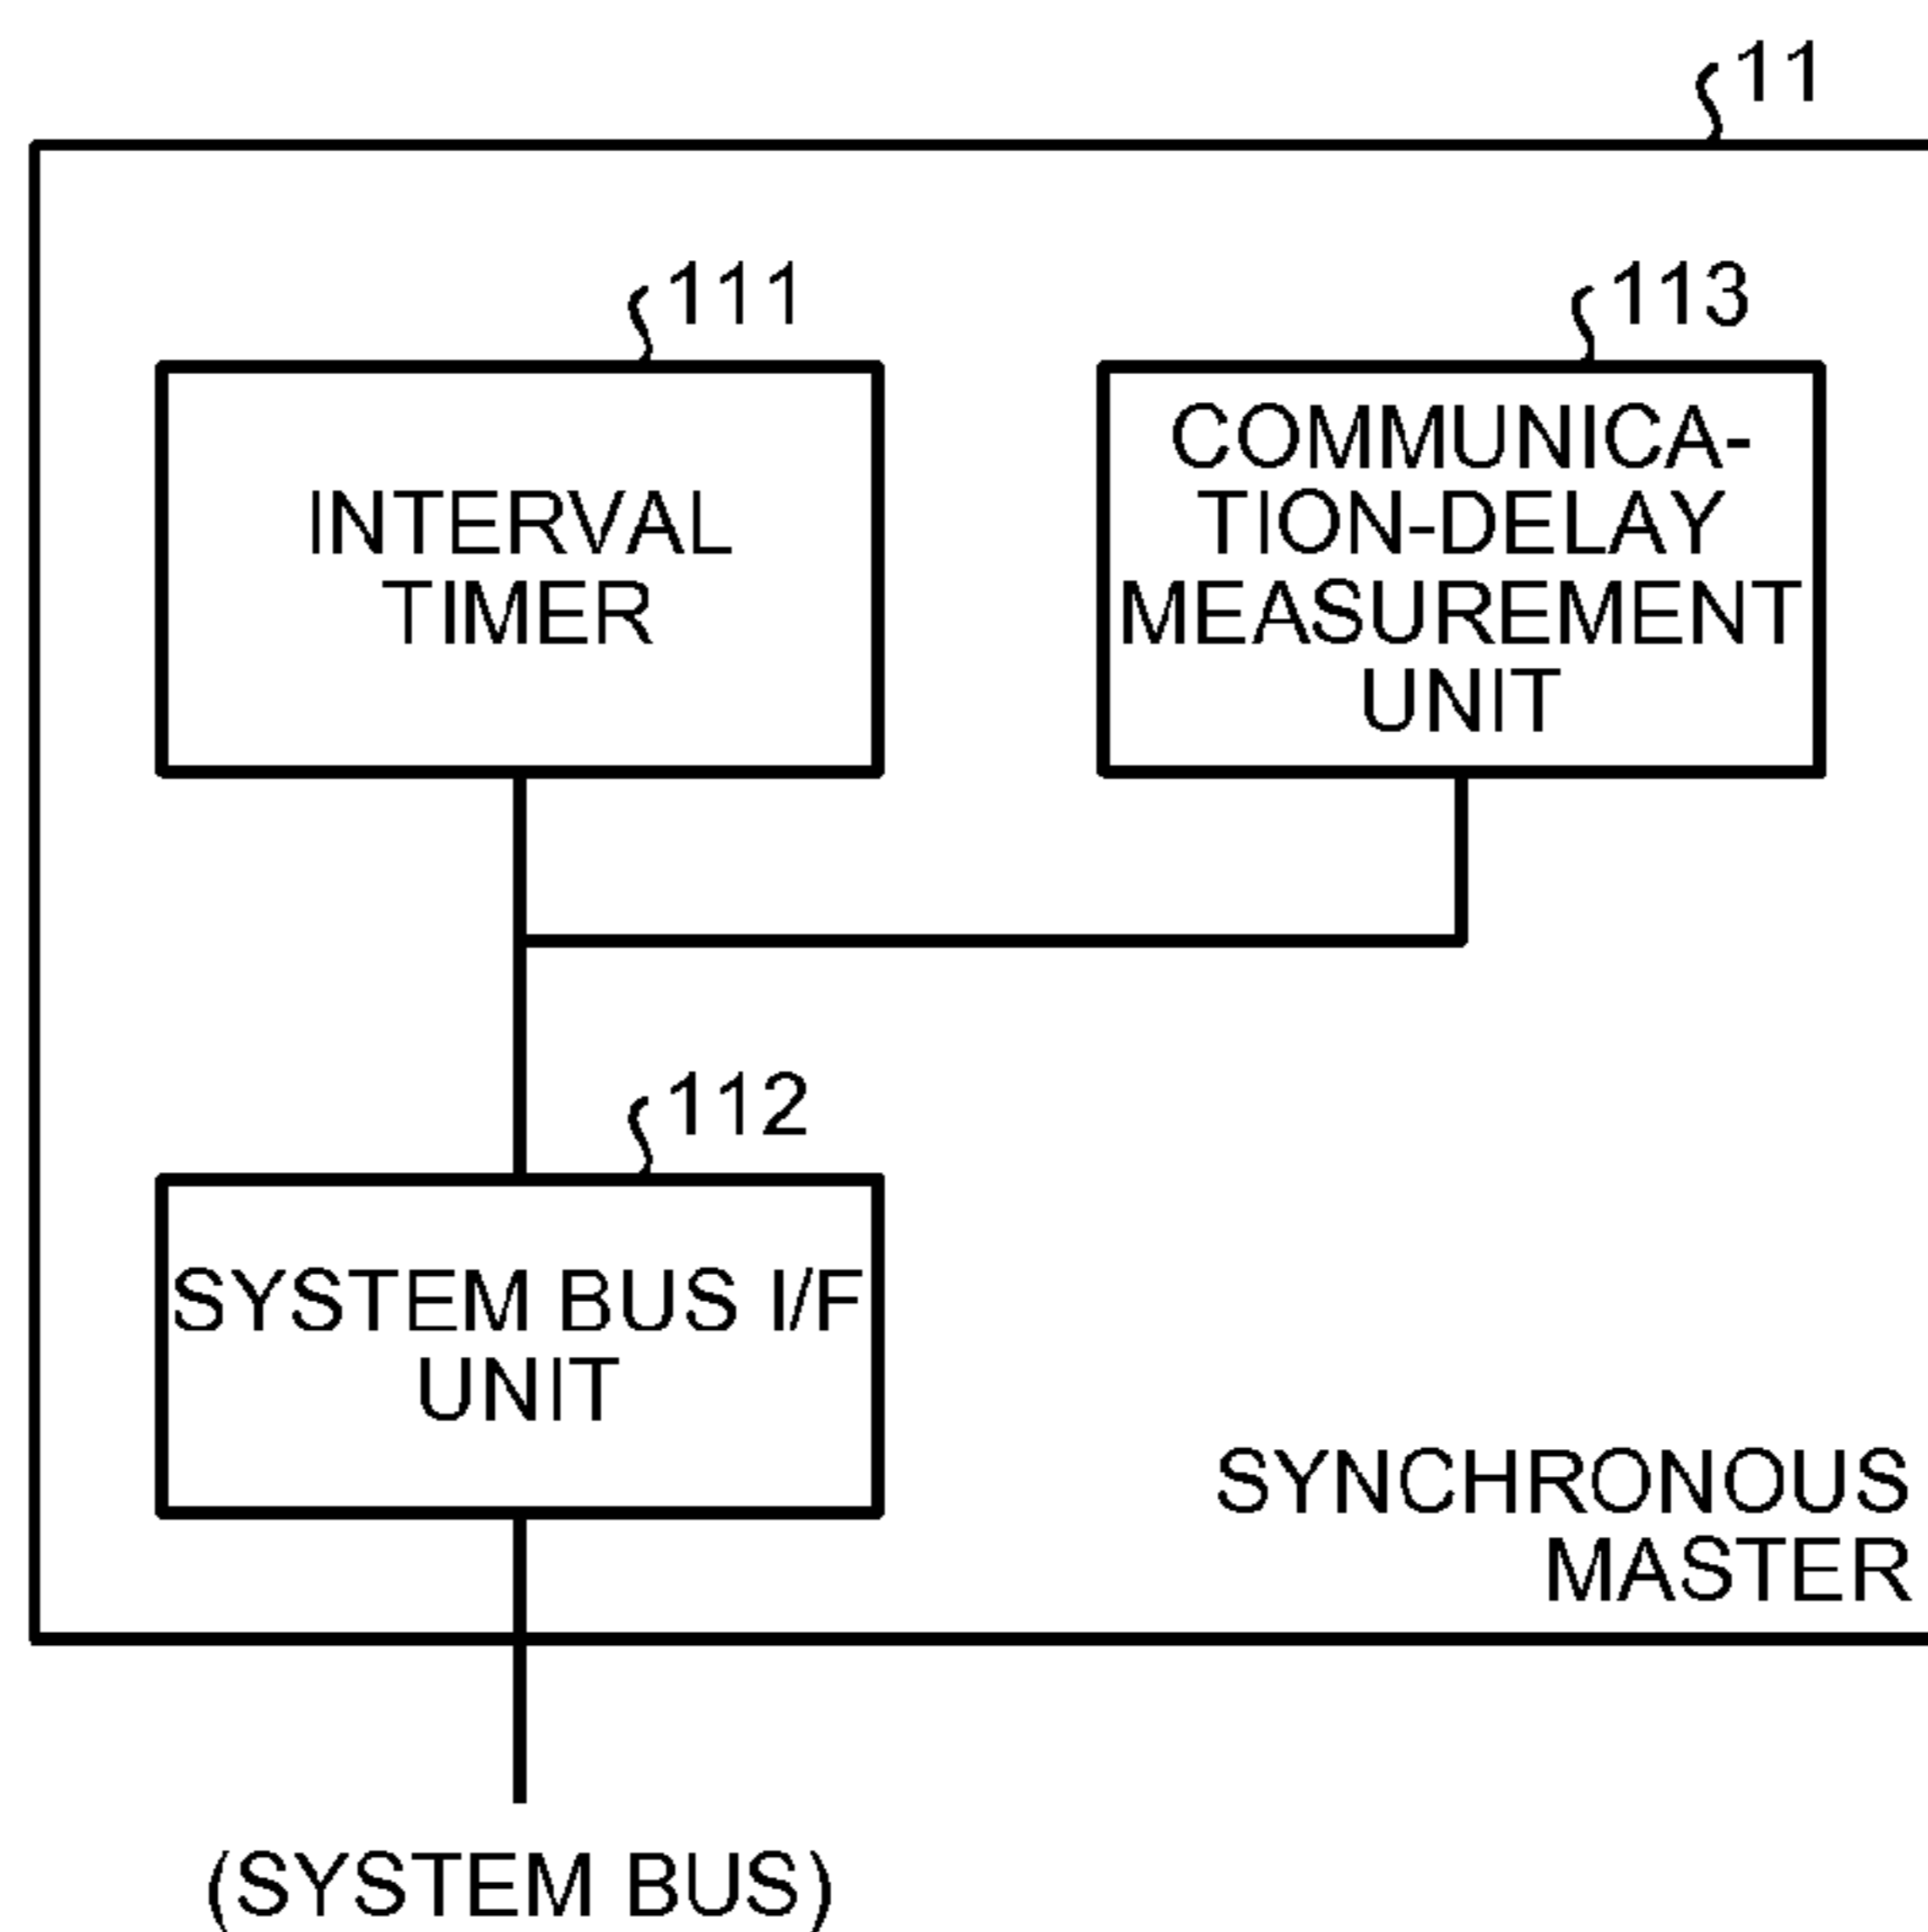 11
111
113
INTERVAL
TIMER
COMMUNICA-
TION-DELAY
MEASUREMENT
UNIT
112
SYSTEM BUS I/F
UNIT
SYNCHRONOUS
MASTER
(SYSTEM BUS)